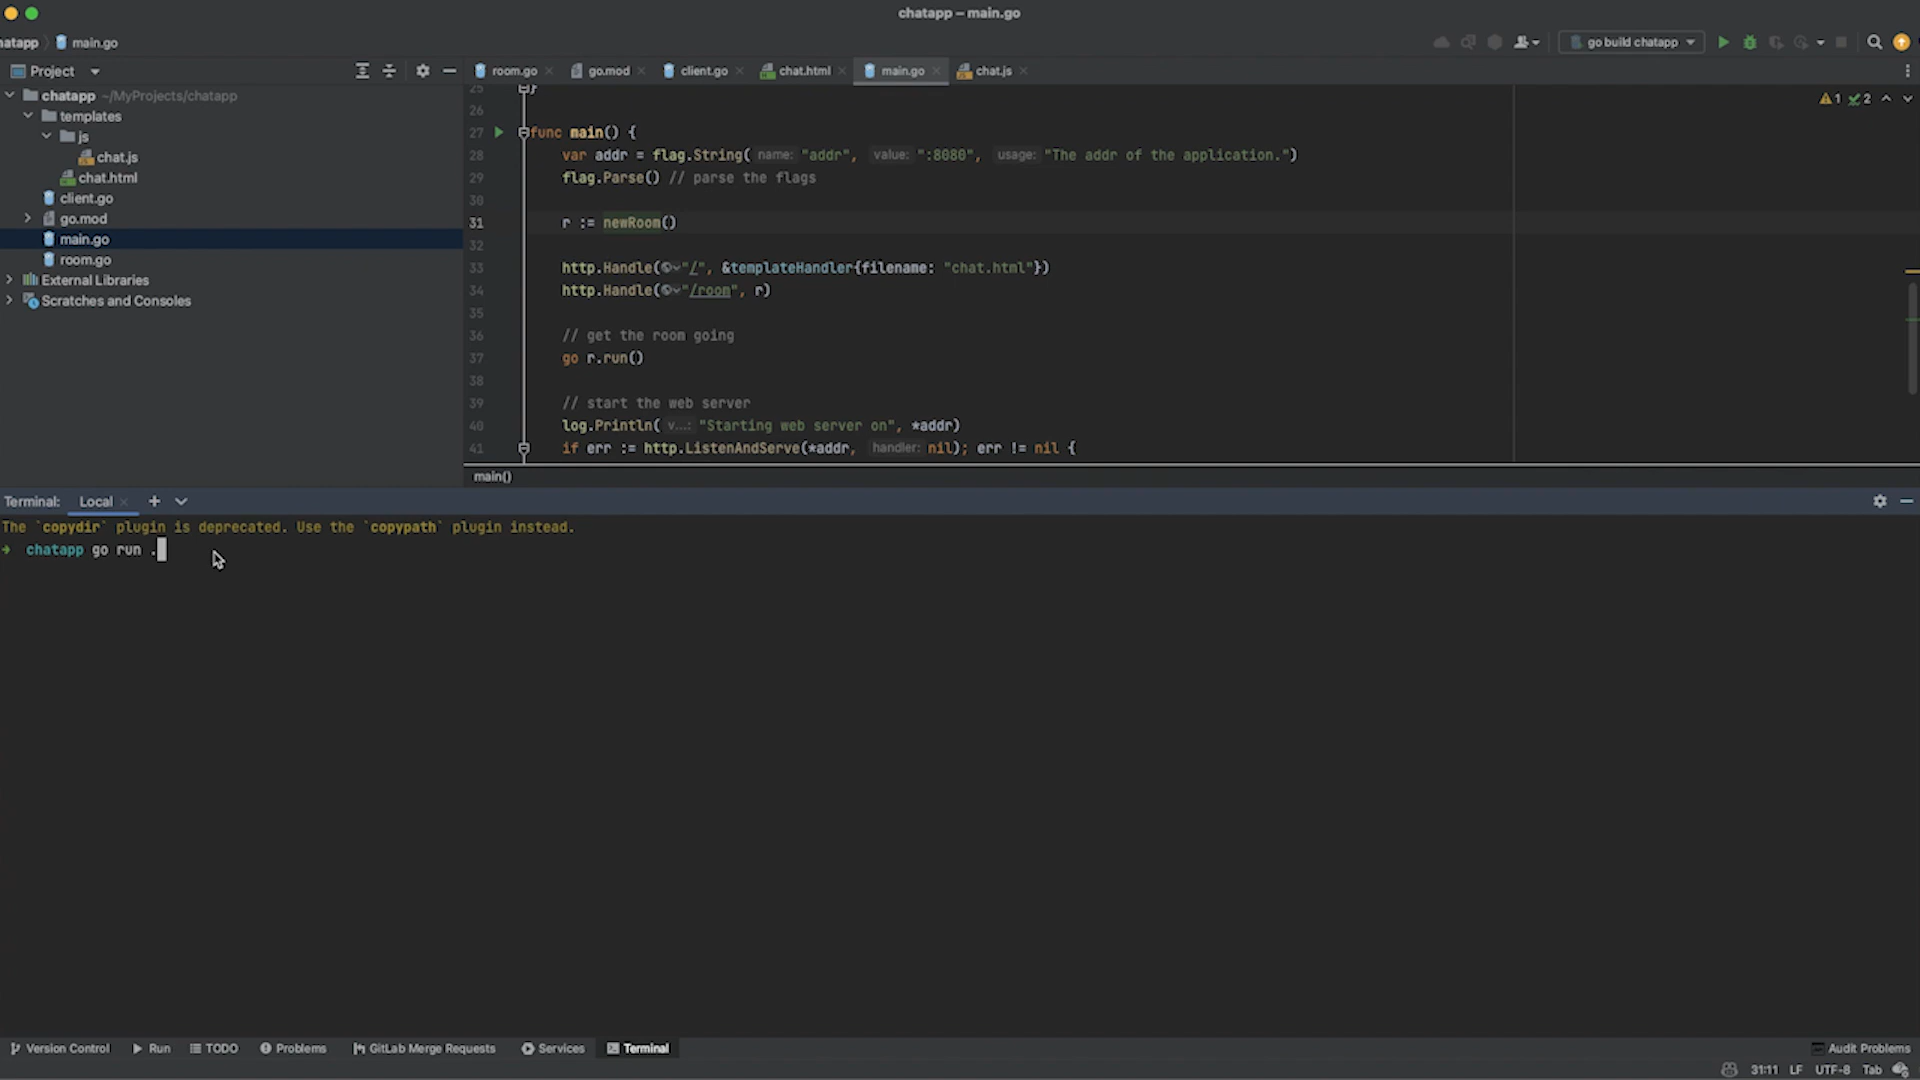 chatapp – main.go
hatapp
main.go
go build chatapp
Project
room.go
go.mod
client.go
chat.html
main.go
chat.js
chatapp ~/MyProjects/chatapp
templates
js
chat.js
chat.html
client.go
go.mod
main.go
room.go
External Libraries
Scratches and Consoles
1 2
25 }
26
27 func main() {
28 var addr = flag.String( name: "addr", value: ":8080", usage: "The addr of the application.")
29 flag.Parse() // parse the flags
30
31 r := newRoom()
32
33 http.Handle("/", &templateHandler{filename: "chat.html"})
34 http.Handle("/room", r)
35
36 // get the room going
37 go r.run()
38
39 // start the web server
40 log.Println( v...: "Starting web server on", *addr)
41 if err := http.ListenAndServe(*addr, handler: nil); err != nil {
main()
Terminal: Local
The `copydir` plugin is deprecated. Use the `copypath` plugin instead.
➜ chatapp go run .
Version Control
Run
TODO
Problems
GitLab Merge Requests
Services
Terminal
Audit Problems
31:11 LF UTF-8 Tab